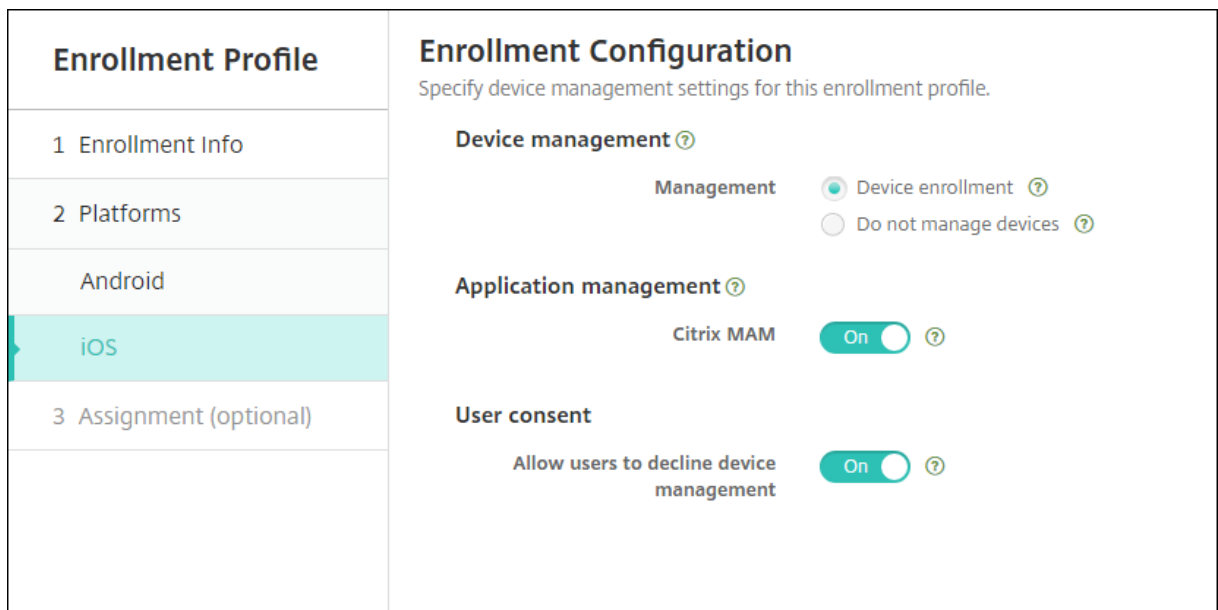 Enrollment Profile
1 Enrollment Info
2 Platforms
Android
iOS
3 Assignment (optional)
Enrollment Configuration
Specify device management settings for this enrollment profile.
Device management ?
Management
Device enrollment ?
Do not manage devices ?
Application management ?
Citrix MAM
On ?
User consent
Allow users to decline device
management
On ?